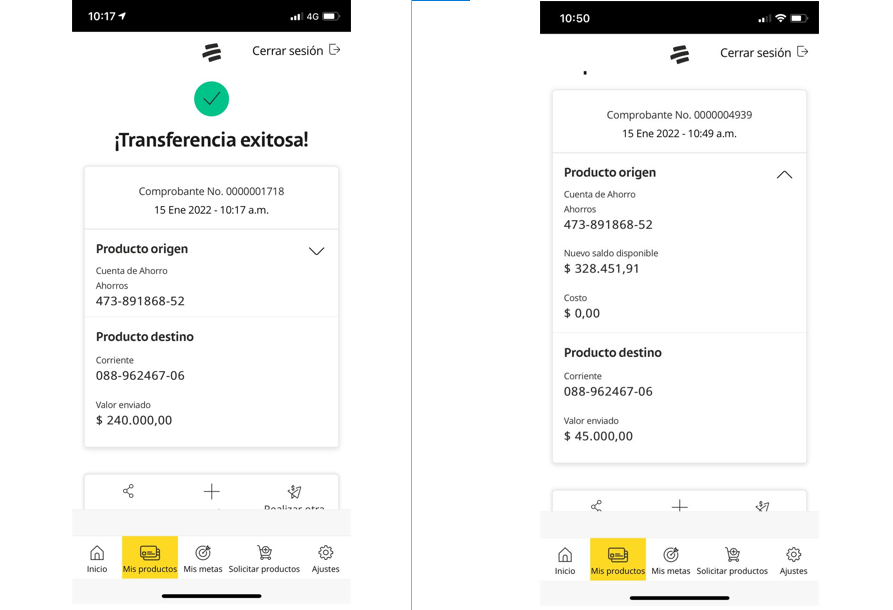 10:17
4G
Cerrar sesión
¡Transferencia exitosa!
Comprobante No. 0000001718
15 Ene 2022 - 10:17 a.m.
Producto origen
Cuenta de Ahorro
Ahorros
473-891868-52
Producto destino
Corriente
088-962467-06
Valor enviado
$ 240.000,00
Realizar otra
Inicio
Mis productos
Mis metas
Solicitar productos
Ajustes
10:50
Cerrar sesión
Comprobante No. 0000004939
15 Ene 2022 - 10:49 a.m.
Producto origen
Cuenta de Ahorro
Ahorros
473-891868-52
Nuevo saldo disponible
$ 328.451,91
Costo
$ 0,00
Producto destino
Corriente
088-962467-06
Valor enviado
$ 45.000,00
Inicio
Mis productos
Mis metas
Solicitar productos
Ajustes